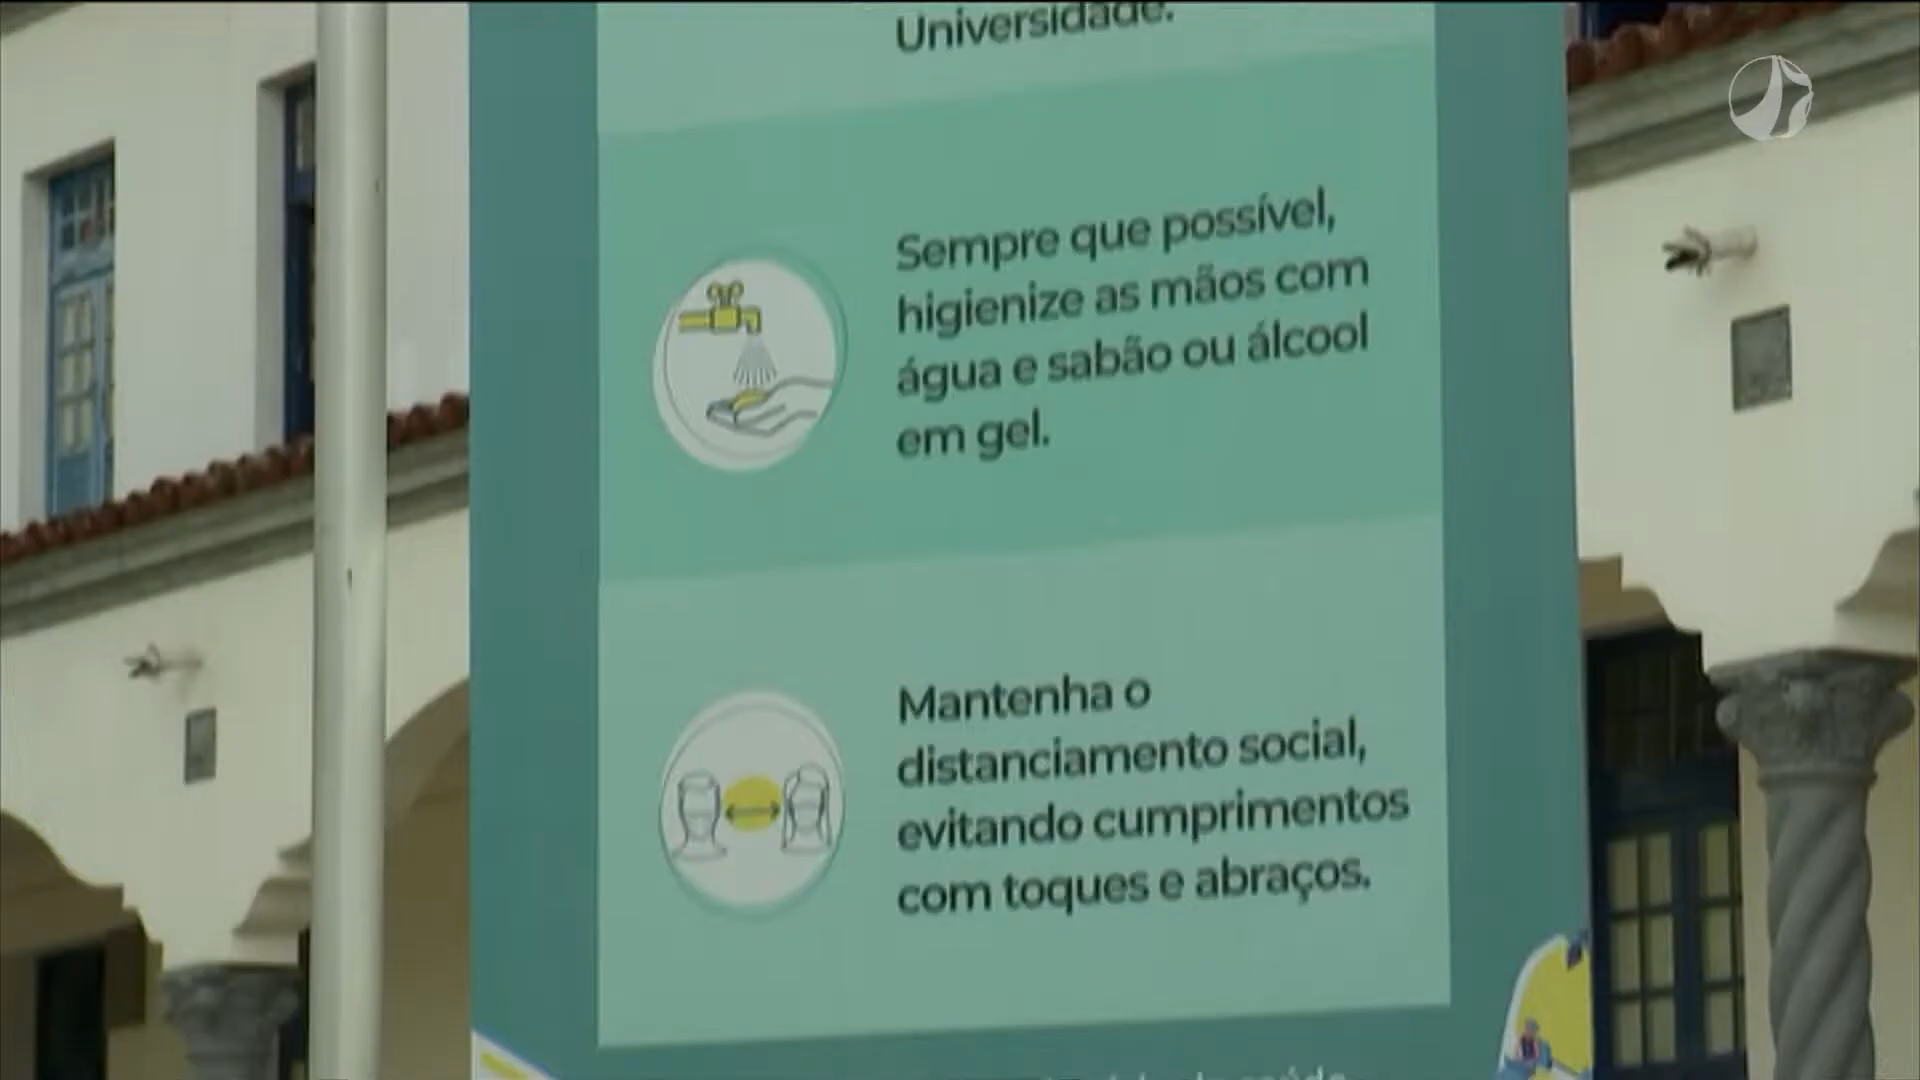 Universidade.
Sempre que possível,
higienize as mãos com
água e sabão ou álcool
em gel.
Mantenha o
distanciamento social,
evitando cumprimentos
com toques e abraços.